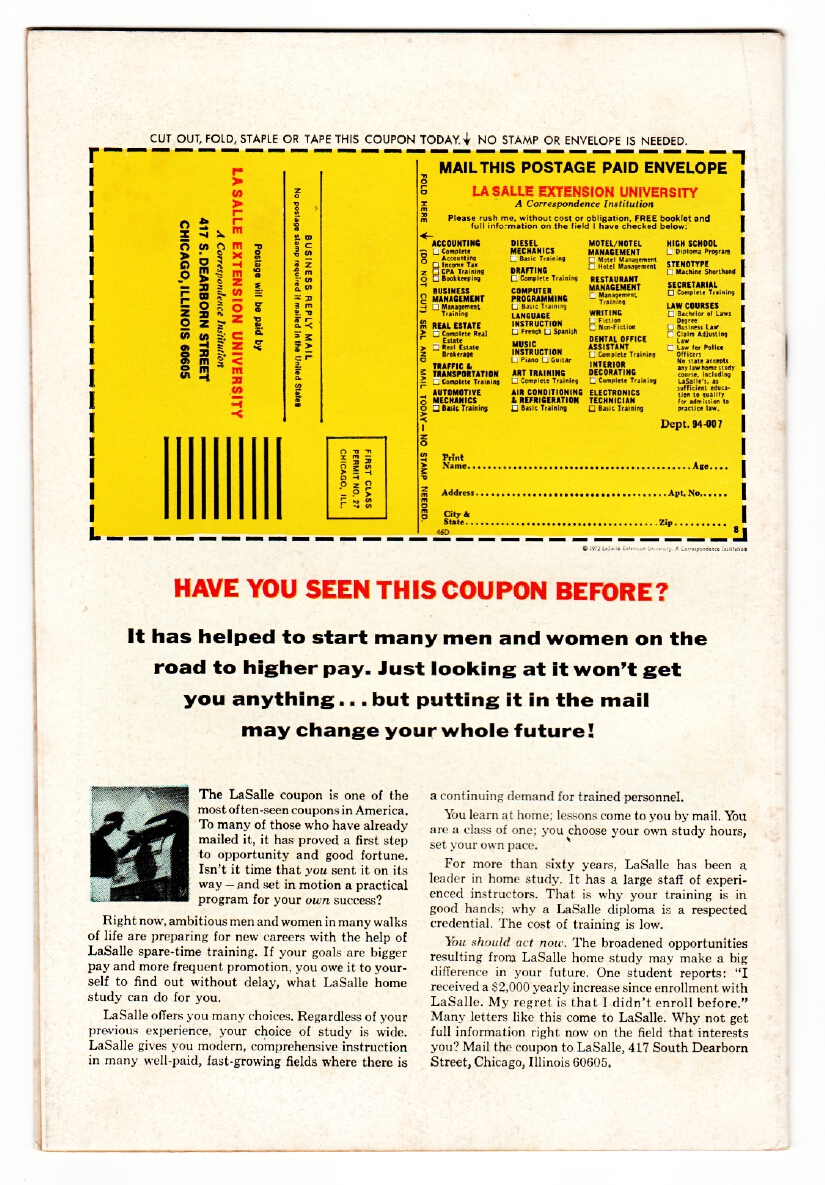 CUT OUT, FOLD, STAPLE OR TAPE THIS COUPON TODAY. ↓ NO STAMP OR ENVELOPE IS NEEDED.
LA SALLE EXTENSION UNIVERSITY
A Correspondence Institution
417 S. DEARBORN STREET
CHICAGO, ILLINOIS 60605
Postage will be paid by
No postage stamp required if mailed in the United States
BUSINESS REPLY MAIL
FIRST CLASS
PERMIT NO. 27
CHICAGO, ILL.
FOLD HERE ← (DO NOT CUT) SEAL AND MAIL TODAY — NO STAMP NEEDED.
MAIL THIS POSTAGE PAID ENVELOPE
LA SALLE EXTENSION UNIVERSITY
A Correspondence Institution
Please rush me, without cost or obligation, FREE booklet and
full information on the field I have checked below:
ACCOUNTING
☐ Complete
Accounting
☐ Income Tax
☐ CPA Training
☐ Bookkeeping
BUSINESS
MANAGEMENT
☐ Management
Training
REAL ESTATE
☐ Complete Real
Estate
☐ Real Estate
Brokerage
TRAFFIC &
TRANSPORTATION
☐ Complete Training
AUTOMOTIVE
MECHANICS
☐ Basic Training
DIESEL
MECHANICS
☐ Basic Training
DRAFTING
☐ Complete Training
COMPUTER
PROGRAMMING
☐ Basic Training
LANGUAGE
INSTRUCTION
☐ French ☐ Spanish
MUSIC
INSTRUCTION
☐ Piano ☐ Guitar
ART TRAINING
☐ Complete Training
AIR CONDITIONING
& REFRIGERATION
☐ Basic Training
MOTEL/HOTEL
MANAGEMENT
☐ Motel Management
☐ Hotel Management
RESTAURANT
MANAGEMENT
☐ Management
Training
WRITING
☐ Fiction
☐ Non-Fiction
DENTAL OFFICE
ASSISTANT
☐ Complete Training
INTERIOR
DECORATING
☐ Complete Training
ELECTRONICS
TECHNICIAN
☐ Basic Training
HIGH SCHOOL
☐ Diploma Program
STENOTYPE
☐ Machine Shorthand
SECRETARIAL
☐ Complete Training
LAW COURSES
☐ Bachelor of Laws
Degree
☐ Business Law
☐ Claim Adjusting
Law
☐ Law for Police
Officers
No state accepts
any law home study
course, including
LaSalle's, as
sufficient educa-
tion to qualify
for admission to
practice law.
Dept. 94-007
Print
Name.................................................Age....
Address.............................................Apt, No......
City &
State.............................................Zip..........
46D
8
© 1972 LaSalle Extension University. A Correspondence Institution
HAVE YOU SEEN THIS COUPON BEFORE?
It has helped to start many men and women on the
road to higher pay. Just looking at it won't get
you anything... but putting it in the mail
may change your whole future!
The LaSalle coupon is one of the
most often-seen coupons in America.
To many of those who have already
mailed it, it has proved a first step
to opportunity and good fortune.
Isn't it time that you sent it on its
way — and set in motion a practical
program for your own success?
Right now, ambitious men and women in many walks
of life are preparing for new careers with the help of
LaSalle spare-time training. If your goals are bigger
pay and more frequent promotion, you owe it to your-
self to find out without delay, what LaSalle home
study can do for you.
LaSalle offers you many choices. Regardless of your
previous experience, your choice of study is wide.
LaSalle gives you modern, comprehensive instruction
in many well-paid, fast-growing fields where there is
a continuing demand for trained personnel.
You learn at home; lessons come to you by mail. You
are a class of one; you choose your own study hours,
set your own pace.
For more than sixty years, LaSalle has been a
leader in home study. It has a large staff of experi-
enced instructors. That is why your training is in
good hands; why a LaSalle diploma is a respected
credential. The cost of training is low.
You should act now. The broadened opportunities
resulting from LaSalle home study may make a big
difference in your future. One student reports: "I
received a $2,000 yearly increase since enrollment with
LaSalle. My regret is that I didn't enroll before."
Many letters like this come to LaSalle. Why not get
full information right now on the field that interests
you? Mail the coupon to LaSalle, 417 South Dearborn
Street, Chicago, Illinois 60605.